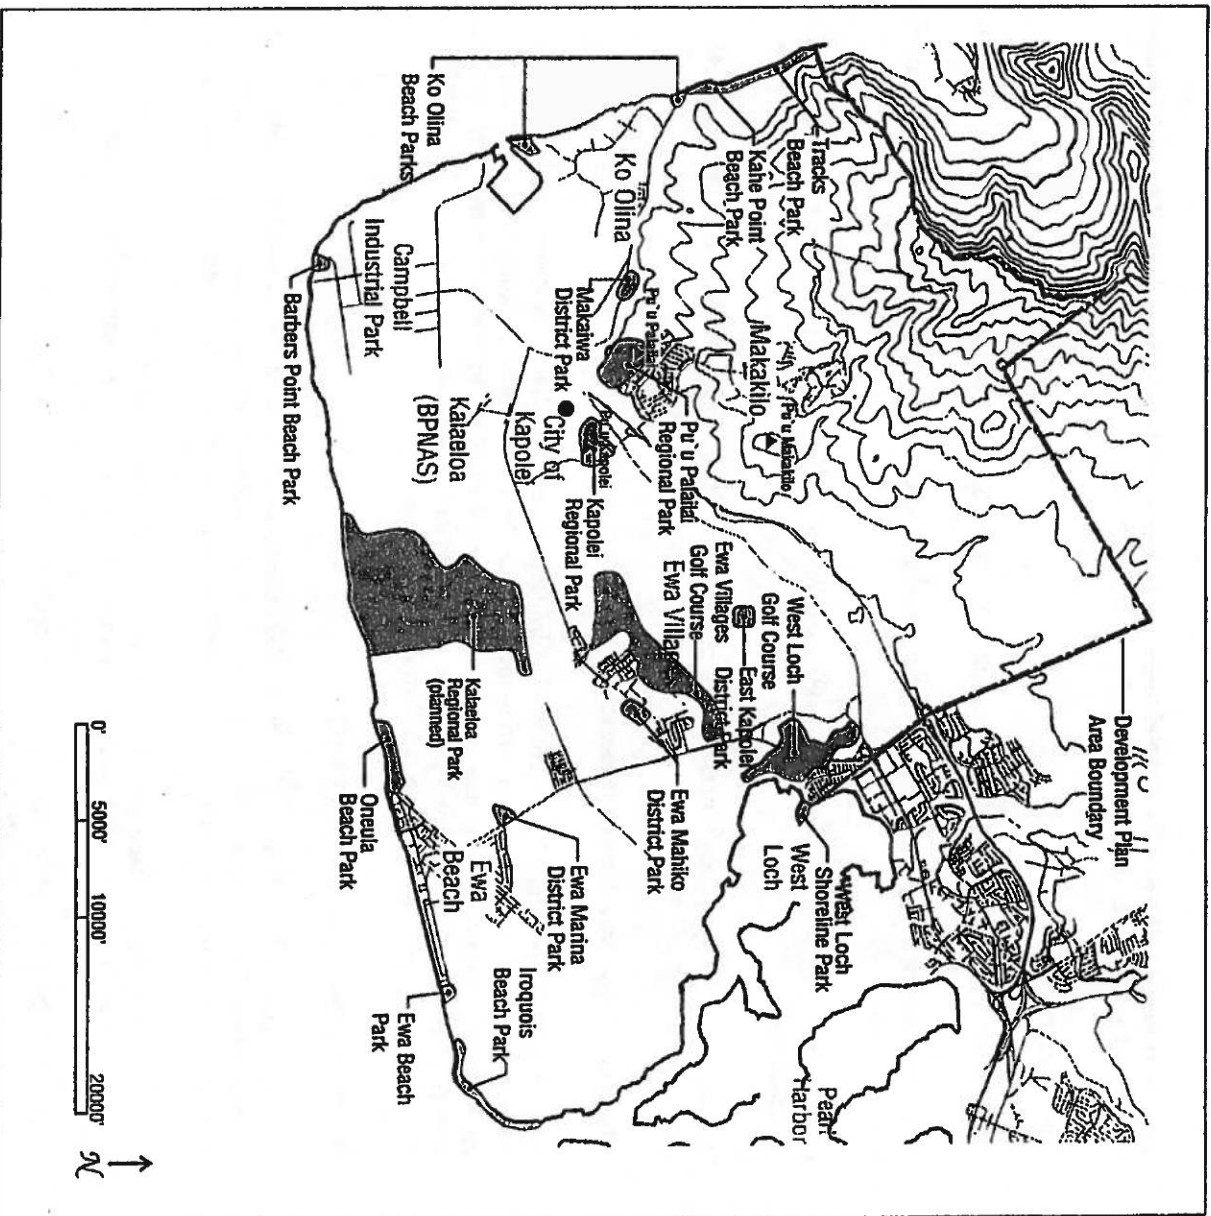 Tracks
Beach Park
Kahe Point
Beach Park
Ko Olina
Ko Olina
Beach Parks
Makaiwa
District Park
Pu`u Palailai
Makakilo
Pu`u Makakilo
Pu`u Palailai
Regional Park
City of
Kapolei
Pu`u Kapolei
Kapolei
Regional Park
Campbell
Industrial Park
Barbers Point Beach Park
Kalaeloa
(BPNAS)
Kalaeloa
Regional Park
(planned)
Ewa Villages
Golf Course
Ewa Villa
East Kapolei
District Park
West Loch
Golf Course
Development Plan
Area Boundary
West Loch
Shoreline Park
West
Loch
Pearl
Harbor
Ewa Mahiko
District Park
Ewa Marina
District Park
Ewa
Beach
Oneula
Beach Park
Iroquois
Beach Park
Ewa Beach
Park
0' 5000' 10000' 20000'
N